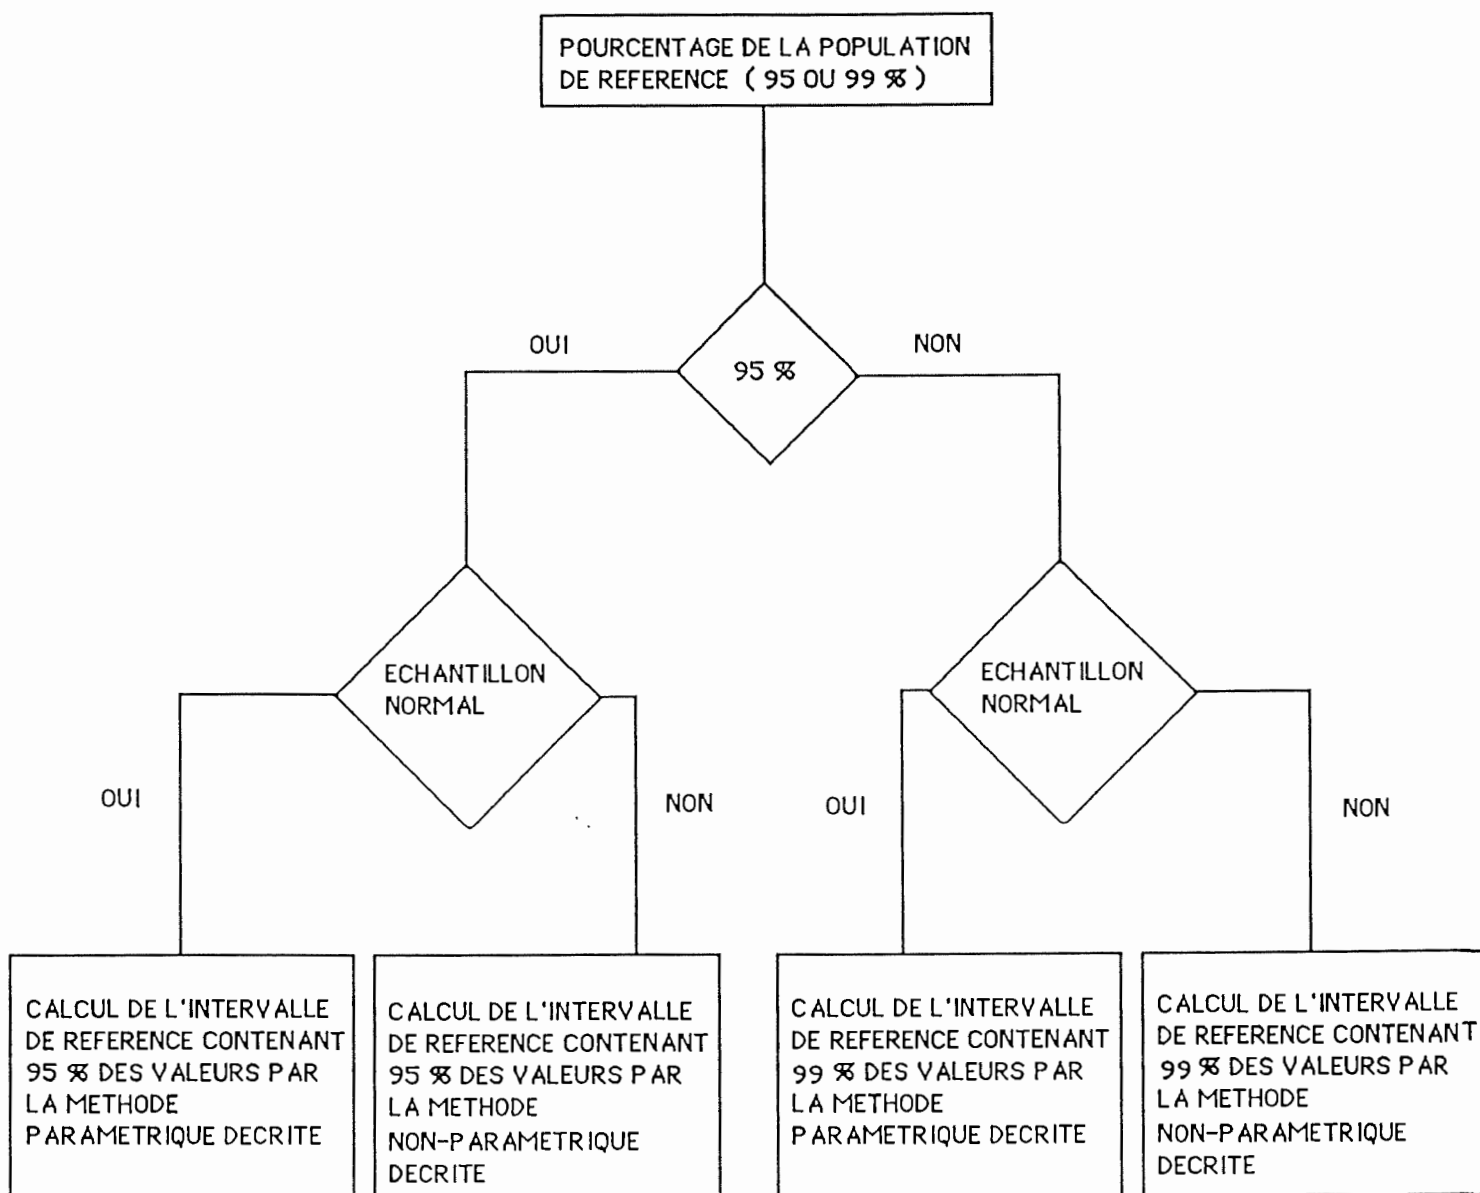 POURCENTAGE DE LA POPULATION
DE REFERENCE ( 95 OU 99 % )
OUI
NON
95 %
ECHANTILLON
NORMAL
ECHANTILLON
NORMAL
OUI
NON
OUI
NON
CALCUL DE L'INTERVALLE
DE REFERENCE CONTENANT
95 % DES VALEURS PAR
LA METHODE
PARAMETRIQUE DECRITE
CALCUL DE L'INTERVALLE
DE REFERENCE CONTENANT
95 % DES VALEURS PAR
LA METHODE
NON-PARAMETRIQUE
DECRITE
CALCUL DE L'INTERVALLE
DE REFERENCE CONTENANT
99 % DES VALEURS PAR
LA METHODE
PARAMETRIQUE DECRITE
CALCUL DE L'INTERVALLE
DE REFERENCE CONTENANT
99 % DES VALEURS PAR
LA METHODE
NON-PARAMETRIQUE
DECRITE